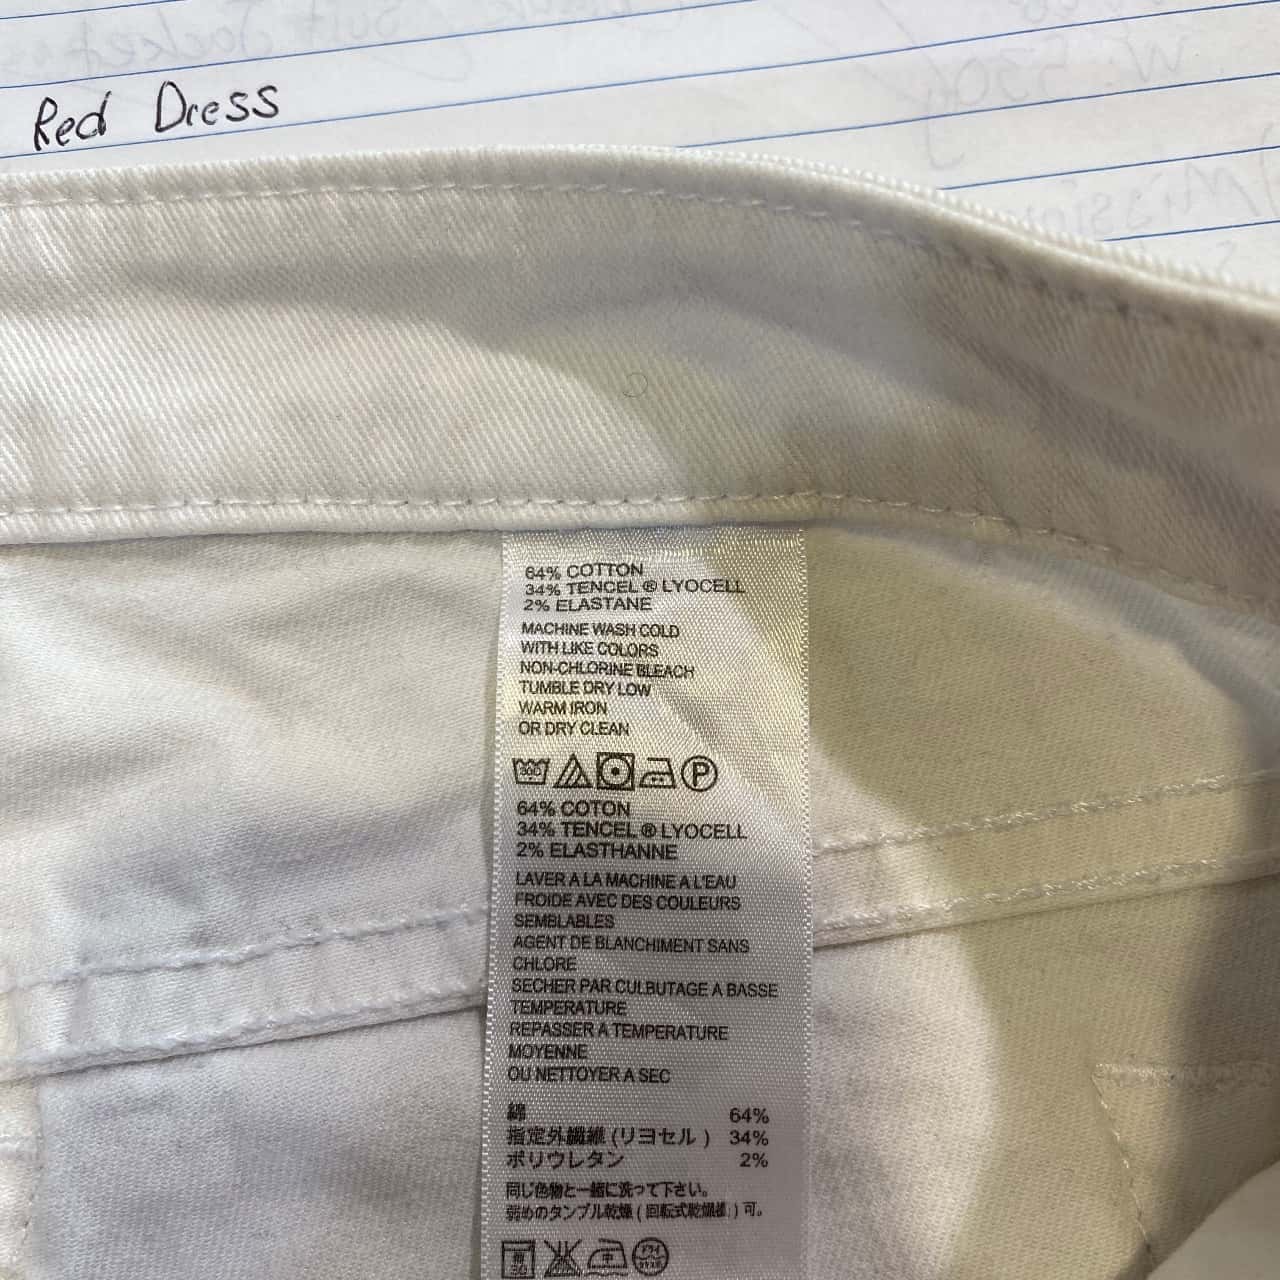 Red Dress
64% COTTON
34% TENCEL ® LYOCELL
2% ELASTANE
MACHINE WASH COLD
WITH LIKE COLORS
NON-CHLORINE BLEACH
TUMBLE DRY LOW
WARM IRON
OR DRY CLEAN
30C P
64% COTON
34% TENCEL ® LYOCELL
2% ELASTHANNE
LAVER A LA MACHINE A L'EAU
FROIDE AVEC DES COULEURS
SEMBLABLES
AGENT DE BLANCHIMENT SANS
CHLORE
SECHER PAR CULBUTAGE A BASSE
TEMPERATURE
REPASSER A TEMPERATURE
MOYENNE
OU NETTOYER A SEC
綿 64%
指定外繊維 (リヨセル) 34%
ポリウレタン 2%
同じ色物と一緒に洗って下さい。
弱めのタンブル乾燥 (回転式乾燥機) 可。
中 ドライ